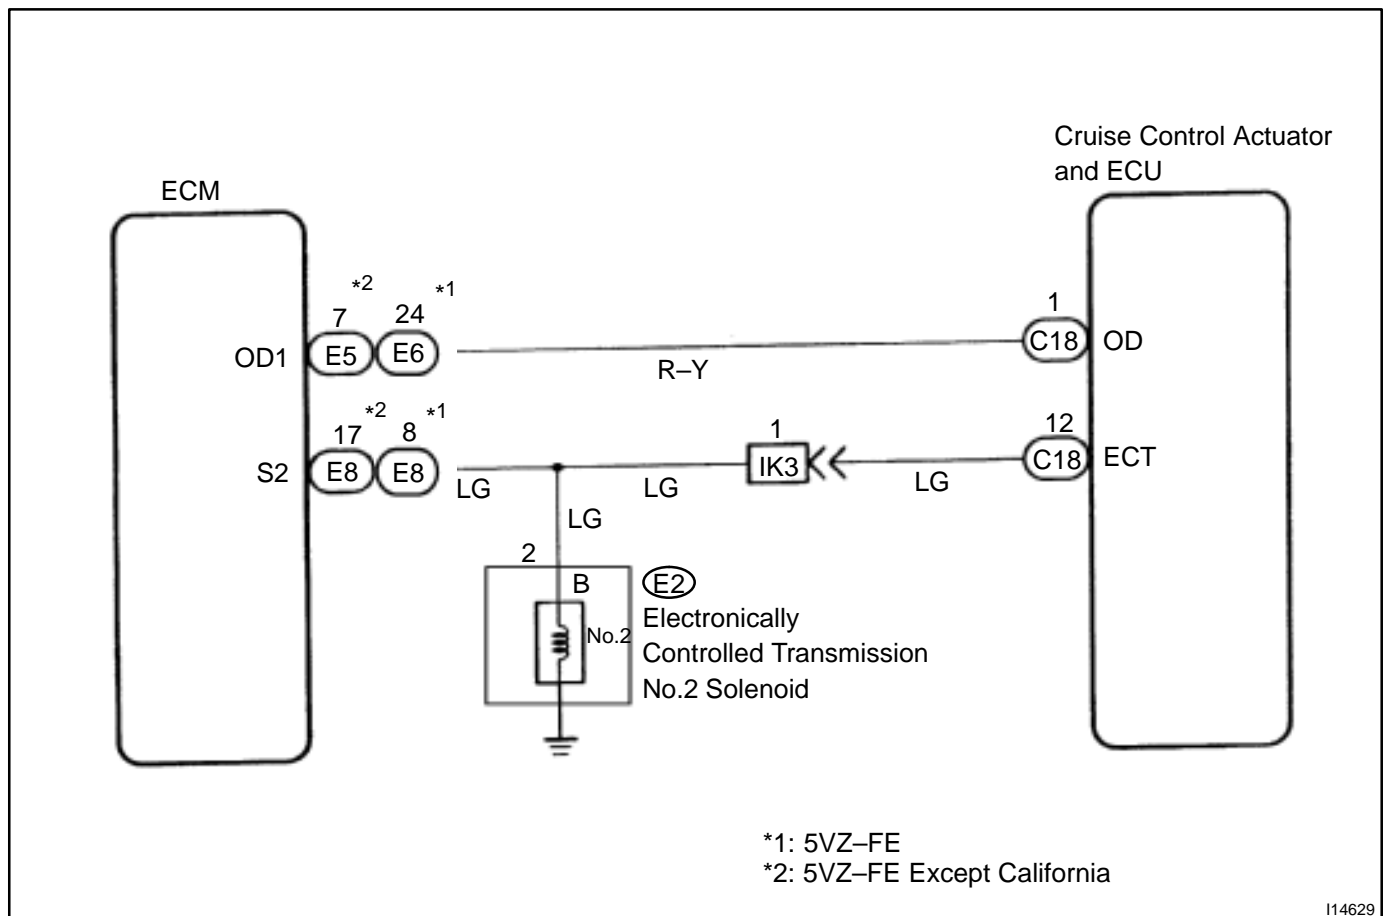 Cruise Control Actuator
and ECU
ECM
*2
*1
7
24
1
OD1
E5
E6
C18
OD
R–Y
*2
*1
17
8
1
12
S2
E8
E8
IK3
C18
ECT
LG
LG
LG
LG
2
B
E2
No.2
Electronically
Controlled Transmission
No.2 Solenoid
*1: 5VZ–FE
*2: 5VZ–FE Except California
I14629